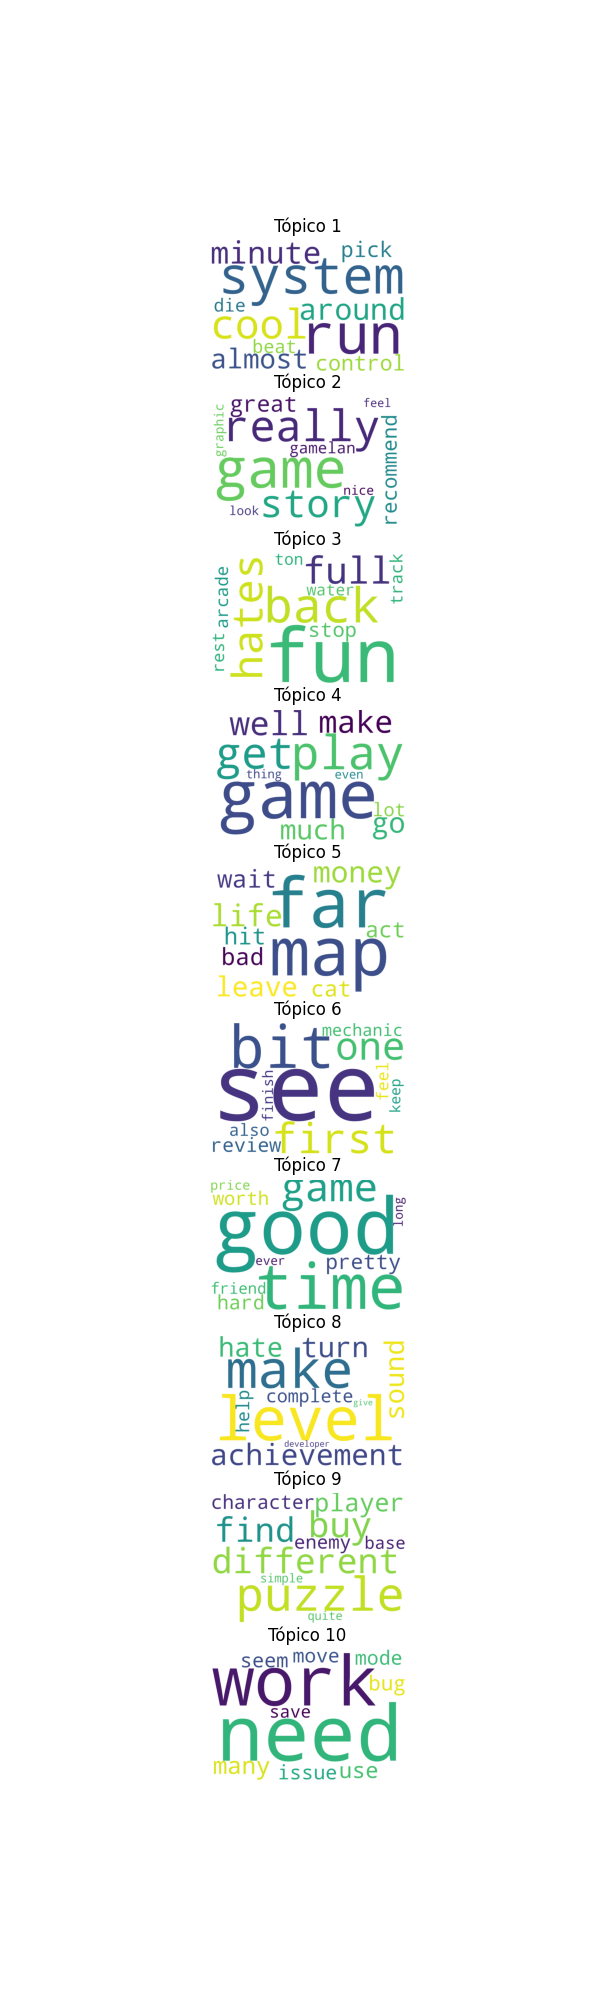 Tópico 1
minute pick
system
die around
cool run
beat
almost control
Tópico 2
great feel
graphic really recommend
gamelan
game
nice
look story
Tópico 3
ton full track
hates water
arcade back
stop
rest fun
Tópico 4
well make
get play
thing even
game lot
much go
Tópico 5
wait far money
life
hit act
bad map
leave cat
Tópico 6
bit mechanic
one
see feel
finish keep
also first
review
Tópico 7
price game
worth long
good
ever pretty
friend time
hard
Tópico 8
hate turn
make sound
help complete give
level
developer
achievement
Tópico 9
character player
find buy
enemy base
different
simple
puzzle
quite
Tópico 10
seem move mode
work bug
save
need
many issue use